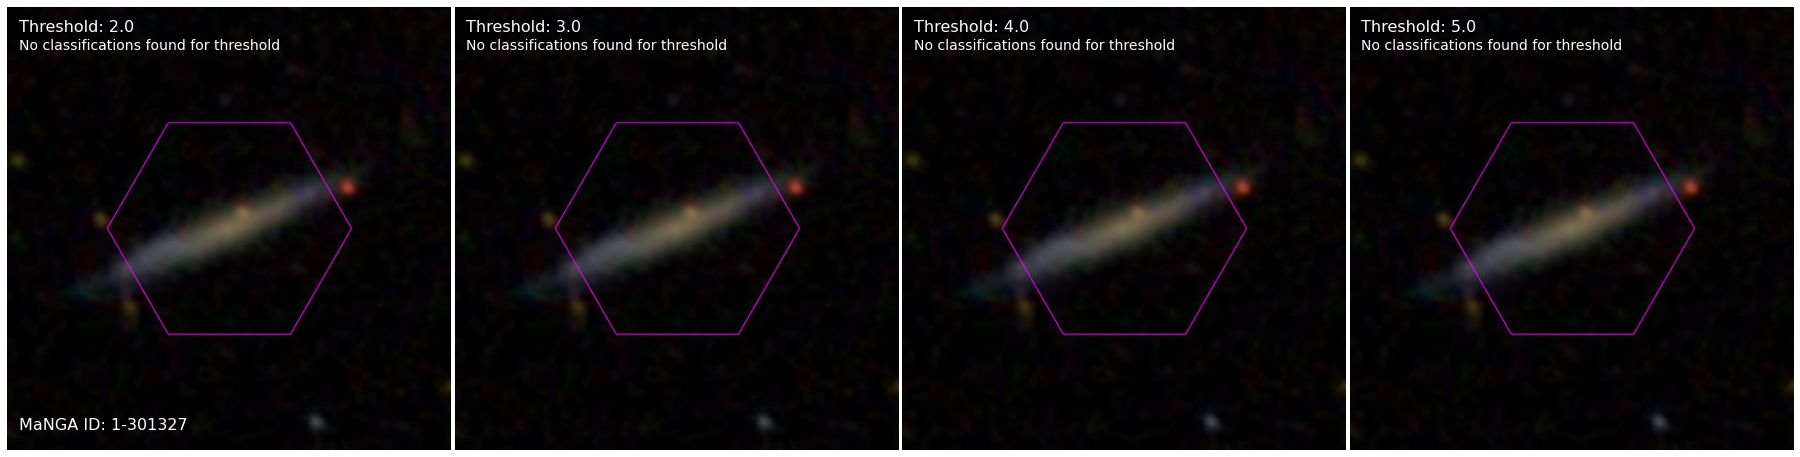 Threshold: 2.0
No classifications found for threshold
MaNGA ID: 1-301327
Threshold: 3.0
No classifications found for threshold
Threshold: 4.0
No classifications found for threshold
Threshold: 5.0
No classifications found for threshold